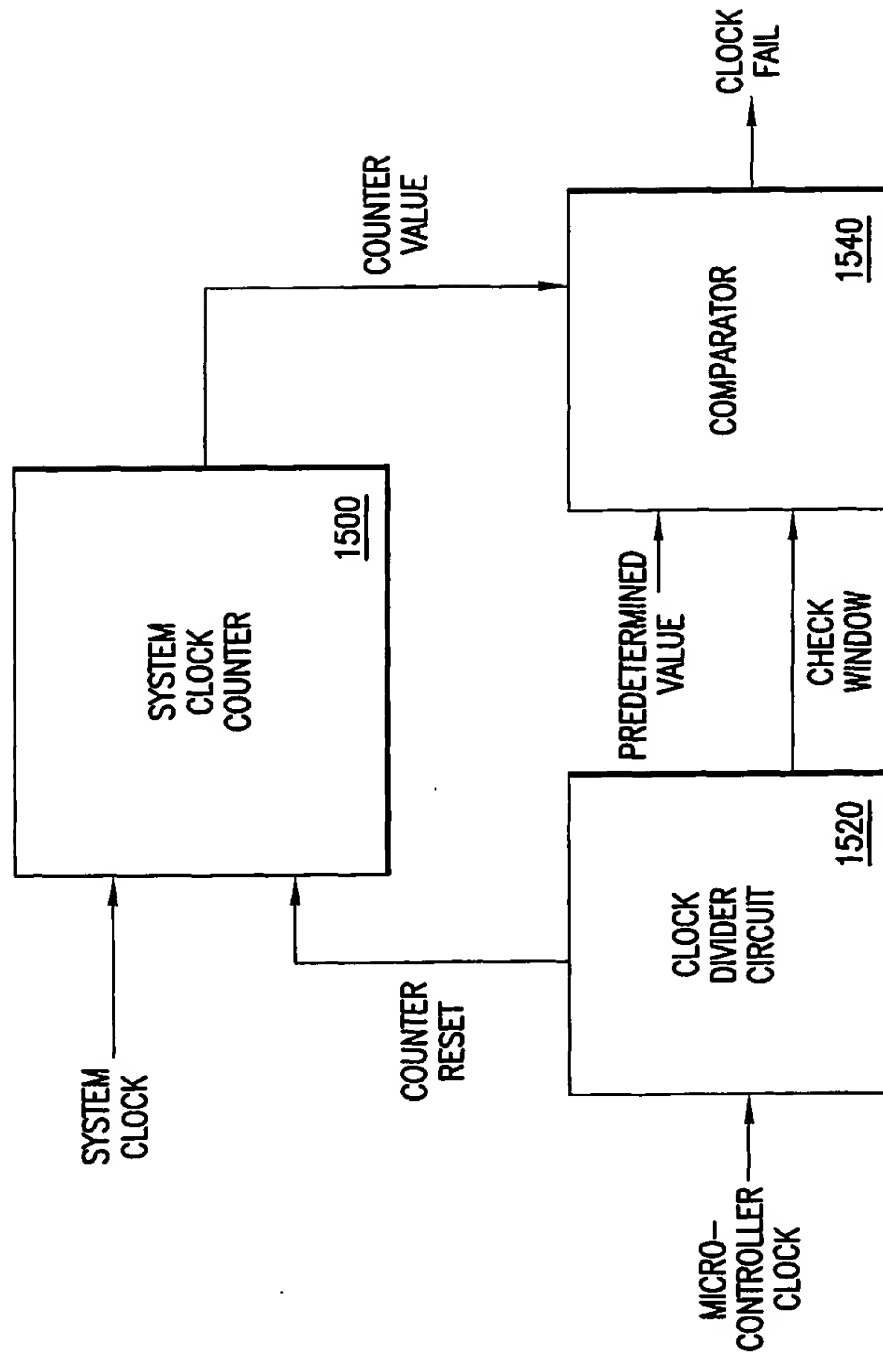 SYSTEM
CLOCK
SYSTEM
CLOCK
COUNTER
1500
COUNTER
RESET
COUNTER
VALUE
MICRO-
CONTROLLER
CLOCK
CLOCK
DIVIDER
CIRCUIT
1520
PREDETERMINED
VALUE
CHECK
WINDOW
COMPARATOR
1540
CLOCK
FAIL